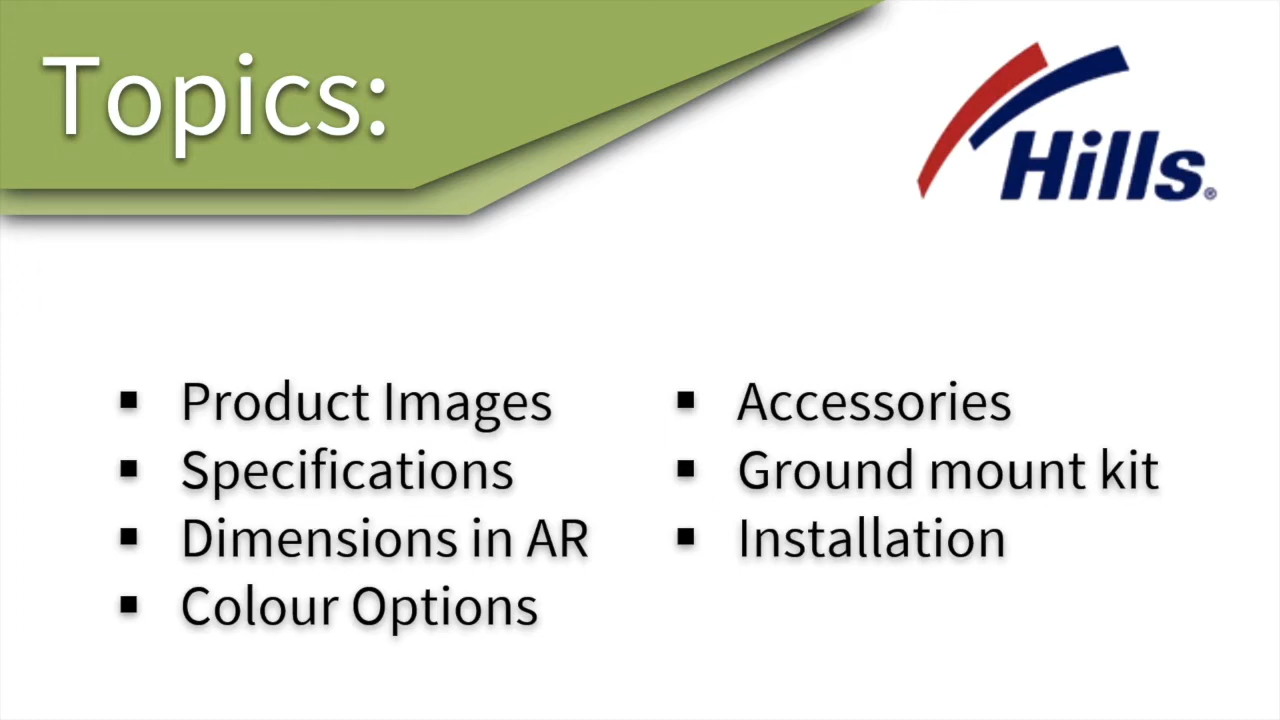 Topics:
Hills®
▪ Product Images
▪ Specifications
▪ Dimensions in AR
▪ Colour Options
▪ Accessories
▪ Ground mount kit
▪ Installation